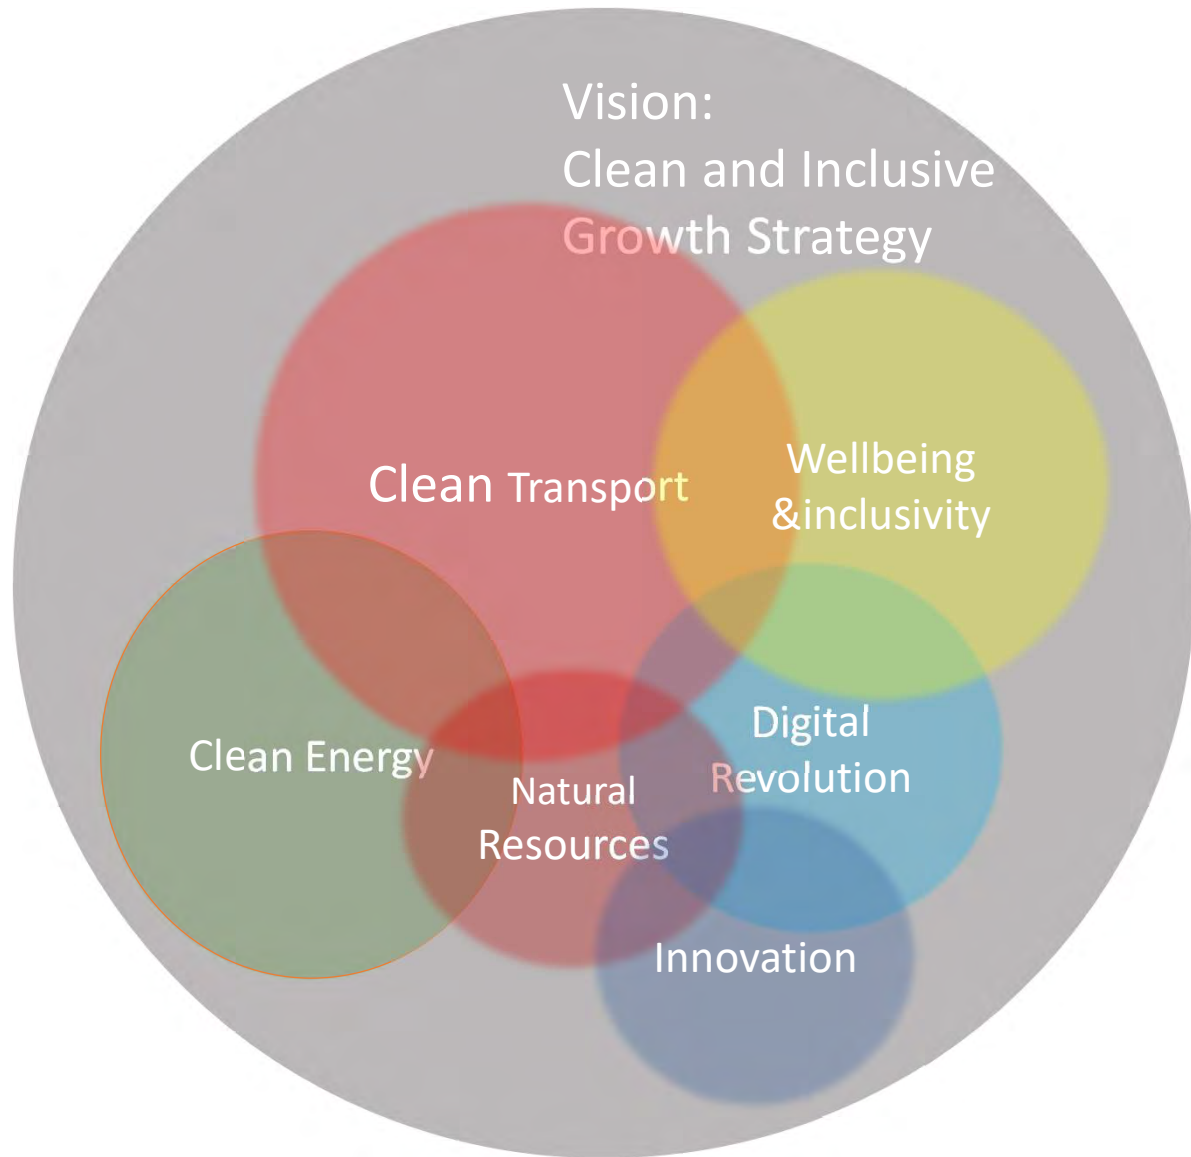 Vision:
Clean and Inclusive
Growth Strategy
Clean Transport
Wellbeing
&inclusivity
Clean Energy
Digital
Revolution
Natural
Resources
Innovation